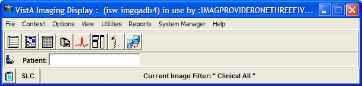 VistA Imaging Display : (isw imgqadb4) in use by :IMAGPROVIDERONETHREEFIV...
File Context Options View Utilities Reports System Manager Help
Patient:
SLC Current Image Filter: " Clinical All "